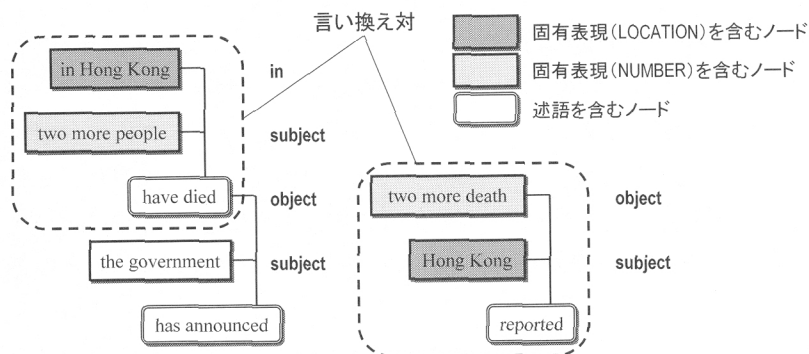 言い換え対
固有表現(LOCATION)を含むノード
固有表現(NUMBER)を含むノード
述語を含むノード
in Hong Kong
in
two more people
subject
have died
object
the government
subject
has announced
two more death
object
Hong Kong
subject
reported